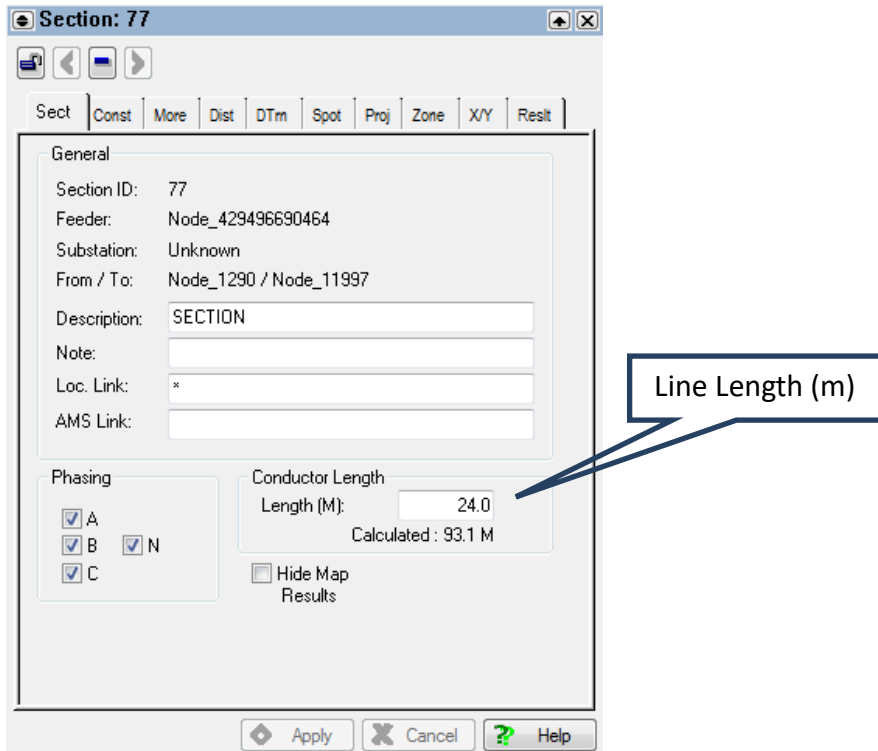 Section: 77
Sect Const More Dist DTrn Spot Proj Zone X/Y Reslt
General
Section ID: 77
Feeder: Node_429496690464
Substation: Unknown
From / To: Node_1290 / Node_11997
Description: SECTION
Note:
Loc. Link: *
AMS Link:
Line Length (m)
Phasing
A
B N
C
Conductor Length
Length (M): 24.0
Calculated : 93.1 M
Hide Map
Results
Apply Cancel Help